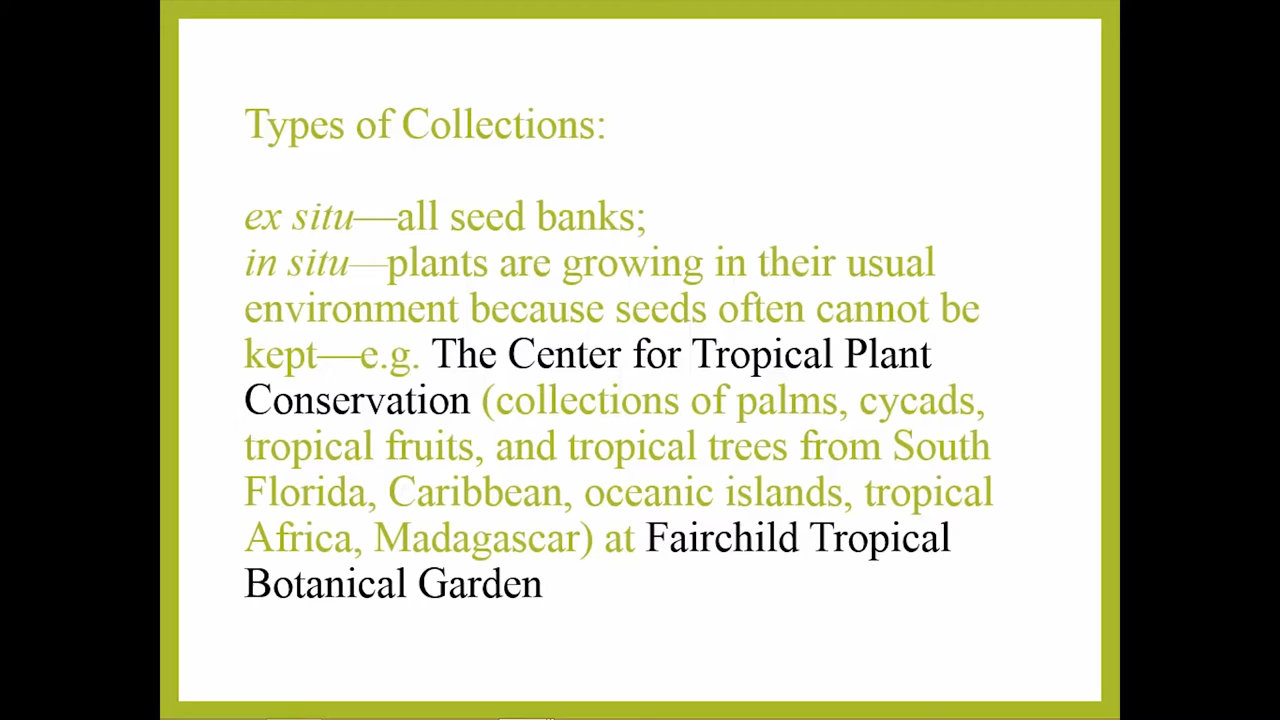 Types of Collections:
ex situ—all seed banks;
in situ—plants are growing in their usual
environment because seeds often cannot be
kept—e.g. The Center for Tropical Plant
Conservation (collections of palms, cycads,
tropical fruits, and tropical trees from South
Florida, Caribbean, oceanic islands, tropical
Africa, Madagascar) at Fairchild Tropical
Botanical Garden